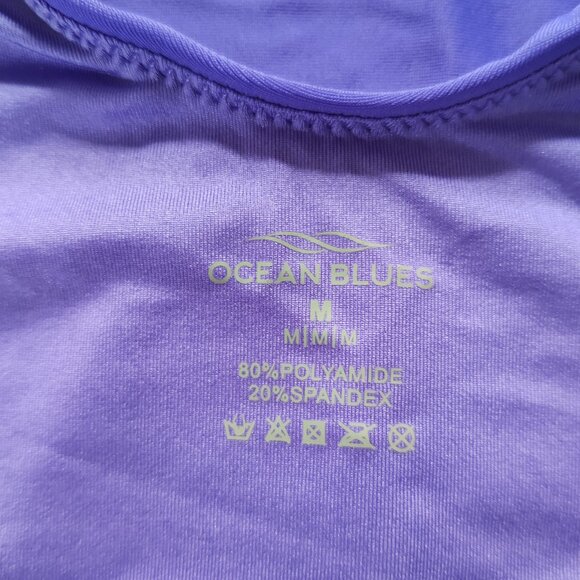 OCEAN BLUES
M
M|M|M
80%POLYAMIDE
20%SPANDEX